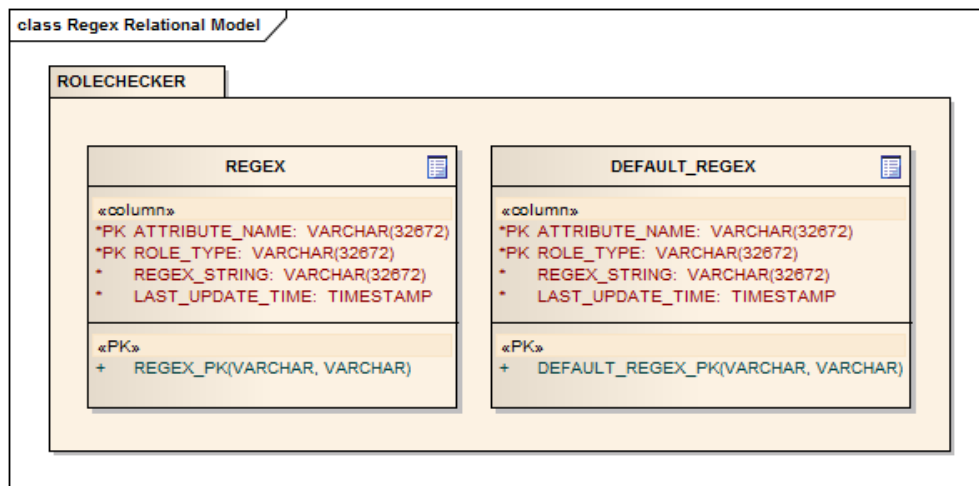 class Regex Relational Model
ROLECHECKER
REGEX
«column»
*PK ATTRIBUTE_NAME: VARCHAR(32672)
*PK ROLE_TYPE: VARCHAR(32672)
* REGEX_STRING: VARCHAR(32672)
* LAST_UPDATE_TIME: TIMESTAMP
«PK»
+ REGEX_PK(VARCHAR, VARCHAR)
DEFAULT_REGEX
«column»
*PK ATTRIBUTE_NAME: VARCHAR(32672)
*PK ROLE_TYPE: VARCHAR(32672)
* REGEX_STRING: VARCHAR(32672)
* LAST_UPDATE_TIME: TIMESTAMP
«PK»
+ DEFAULT_REGEX_PK(VARCHAR, VARCHAR)